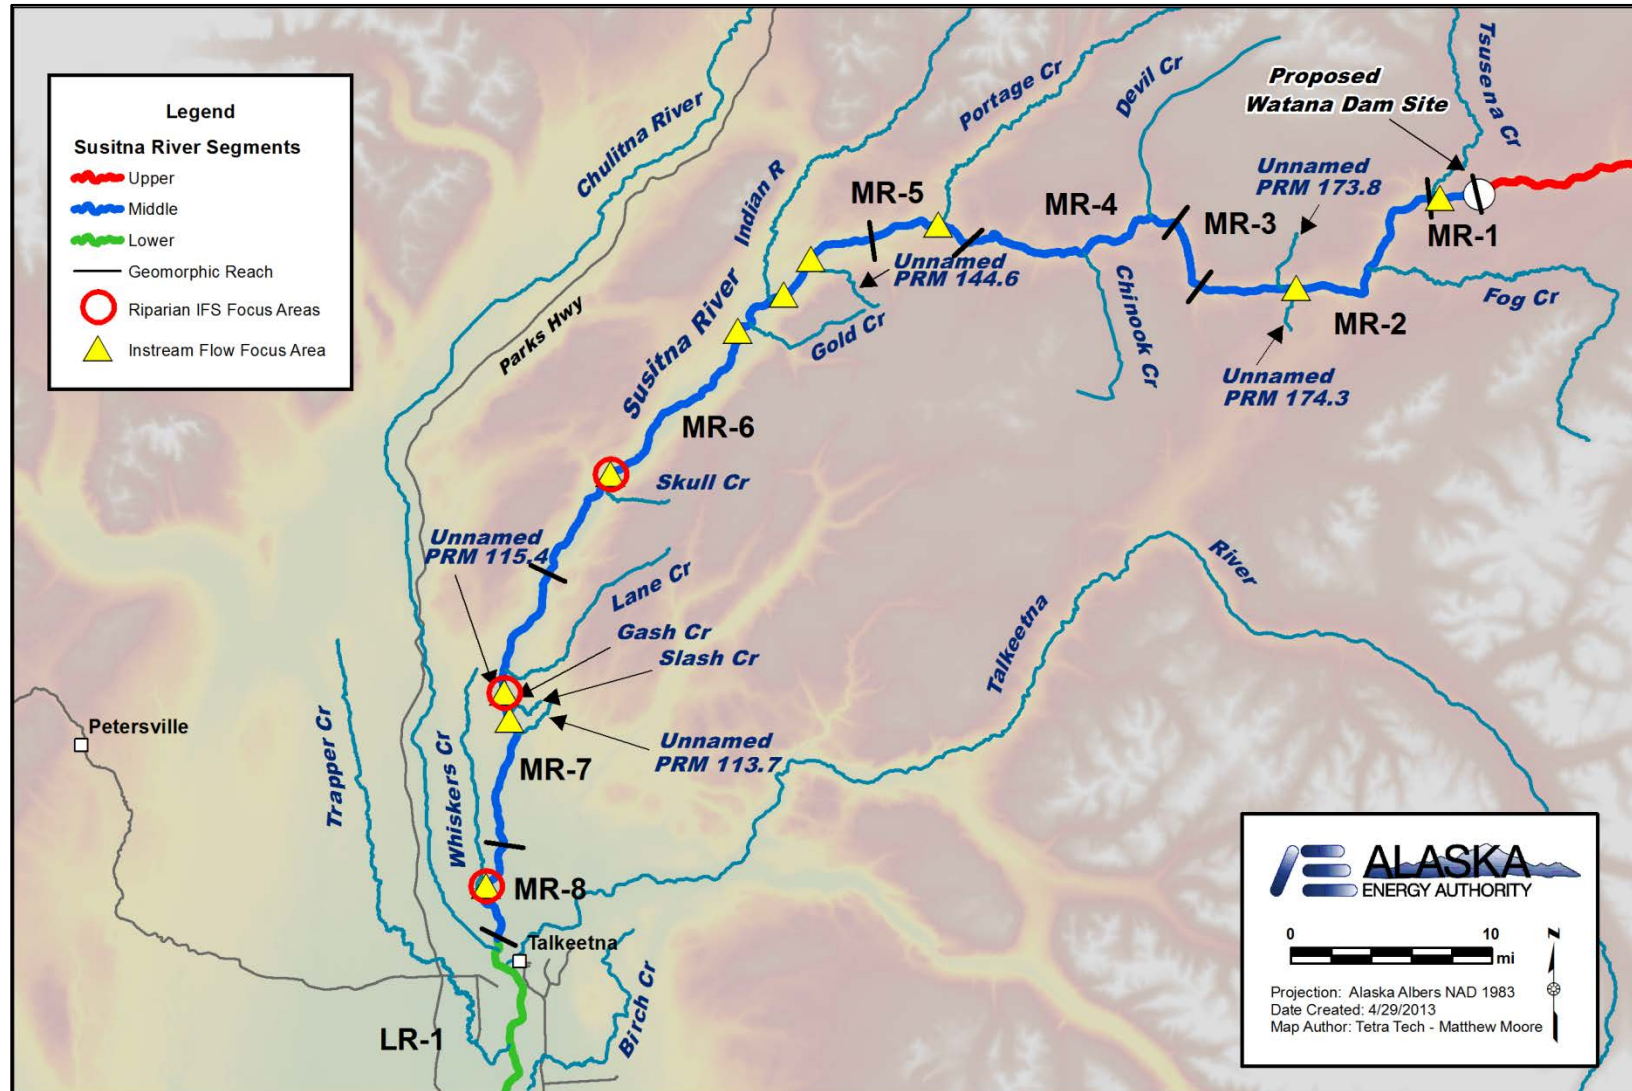 Legend
Susitna River Segments
Upper
Middle
Lower
Geomorphic Reach
Riparian IFS Focus Areas
Instream Flow Focus Area
Chulitna River
Parks Hwy
Susitna River
Indian R
Portage Cr
Devil Cr
Tsusena Cr
Proposed
Watana Dam Site
Unnamed
PRM 173.8
MR-5
MR-4
MR-3
MR-1
Unnamed
PRM 144.6
Gold Cr
Chinook Cr
MR-2
Fog Cr
Unnamed
PRM 174.3
MR-6
Skull Cr
Unnamed
PRM 115.4
Lane Cr
Gash Cr
Slash Cr
Talkeetna
River
Petersville
Trapper Cr
Whiskers Cr
Unnamed
PRM 113.7
MR-7
MR-8
Talkeetna
Birch Cr
LR-1
ALASKA
ENERGY AUTHORITY
0 10
mi
N
Projection: Alaska Albers NAD 1983
Date Created: 4/29/2013
Map Author: Tetra Tech - Matthew Moore